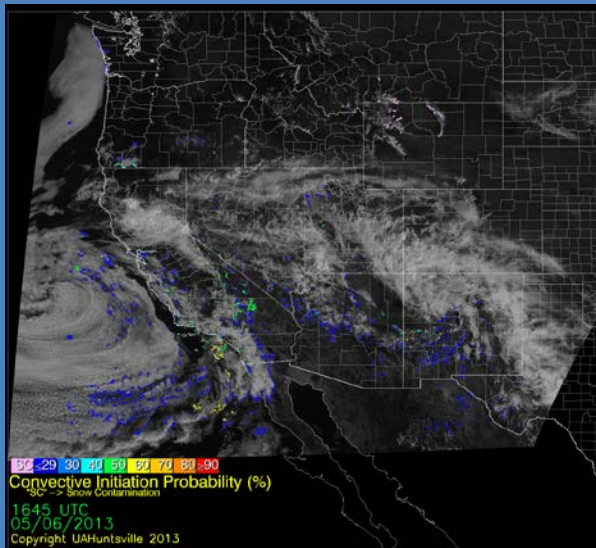 SC ≤29 30 40 50 60 70 80 ≥90
Convective Initiation Probability (%)
"SC" -> Snow Contamination
1645 UTC
05/06/2013
Copyright UAHuntsville 2013